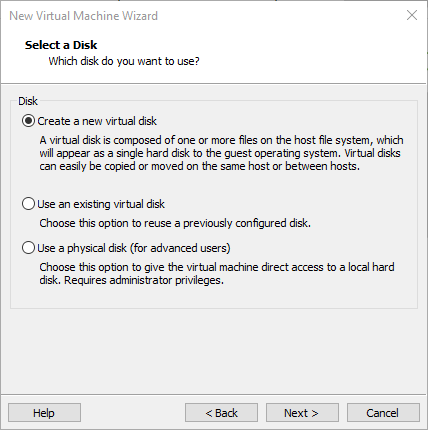 New Virtual Machine Wizard
Select a Disk
Which disk do you want to use?
Disk
Create a new virtual disk
A virtual disk is composed of one or more files on the host file system, which
will appear as a single hard disk to the guest operating system. Virtual disks
can easily be copied or moved on the same host or between hosts.
Use an existing virtual disk
Choose this option to reuse a previously configured disk.
Use a physical disk (for advanced users)
Choose this option to give the virtual machine direct access to a local hard
disk. Requires administrator privileges.
Help
< Back
Next >
Cancel